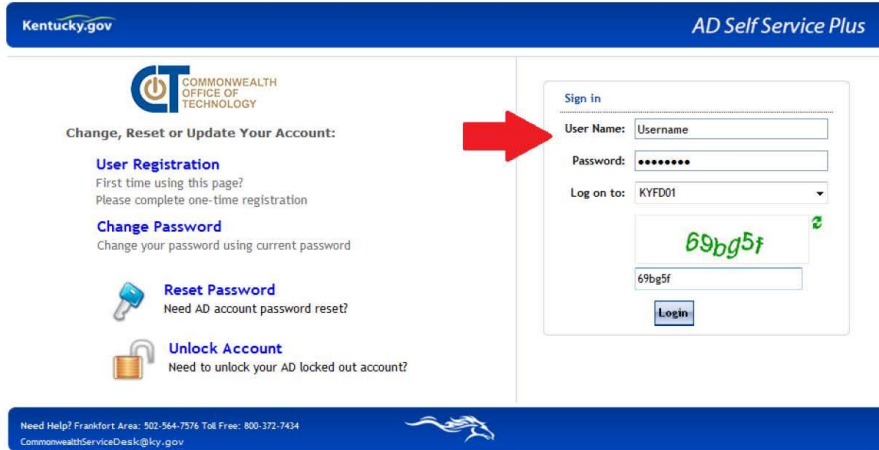 Kentucky.gov
AD Self Service Plus
COMMONWEALTH
OFFICE OF
TECHNOLOGY
Change, Reset or Update Your Account:
User Registration
First time using this page?
Please complete one-time registration
Change Password
Change your password using current password
Reset Password
Need AD account password reset?
Unlock Account
Need to unlock your AD locked out account?
Sign in
User Name: Username
Password: ••••••••
Log on to: KYFD01
69bg5f
69bg5f
Login
Need Help? Frankfort Area: 502-564-7576 Toll Free: 800-372-7434
CommonwealthServiceDesk@ky.gov